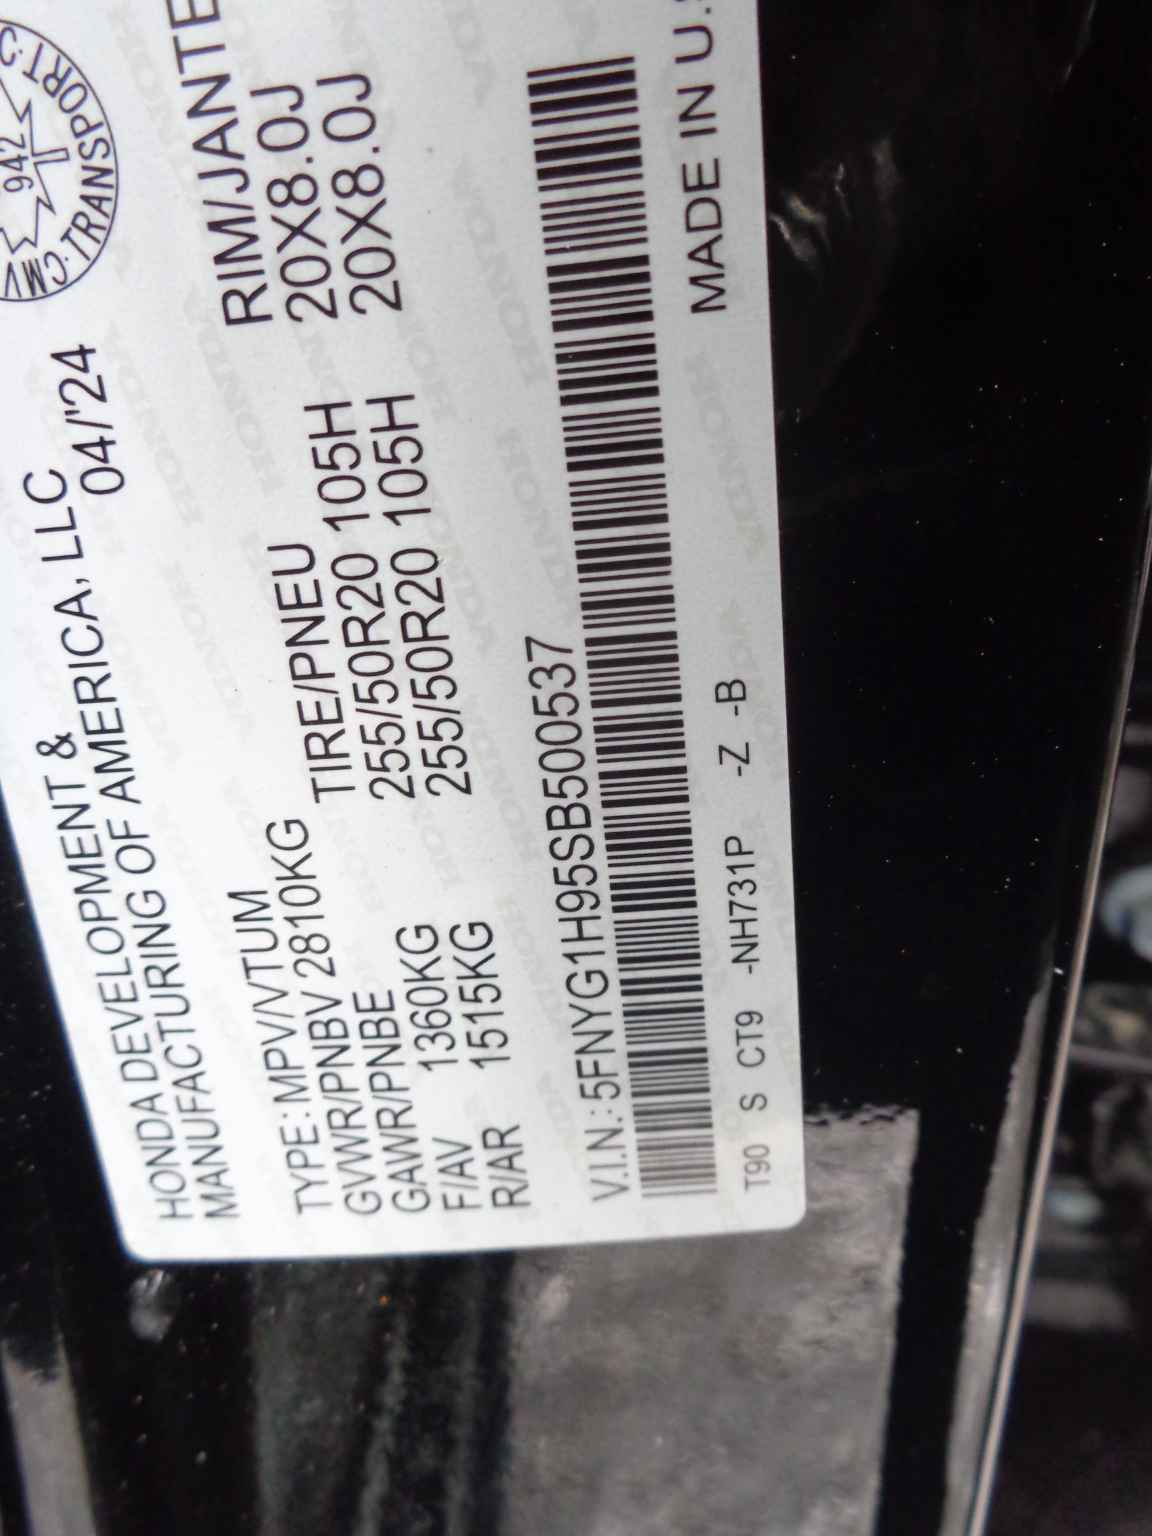 HONDA DEVELOPMENT &
MANUFACTURING OF AMERICA, LLC
04/'24
TYPE: MPV/VTUM
GVWR/PNBV 2810KG
GAWR/PNBE TIRE/PNEU RIM/JANTE
F/AV 1360KG 255/50R20 105H 20X8.0J
R/AR 1515KG 255/50R20 105H 20X8.0J
V.I.N.: 5FNYG1H95SB500537
T90 S CT9 -NH731P -Z -B MADE IN U.S
C. TRANSPORT. C
CMV
942